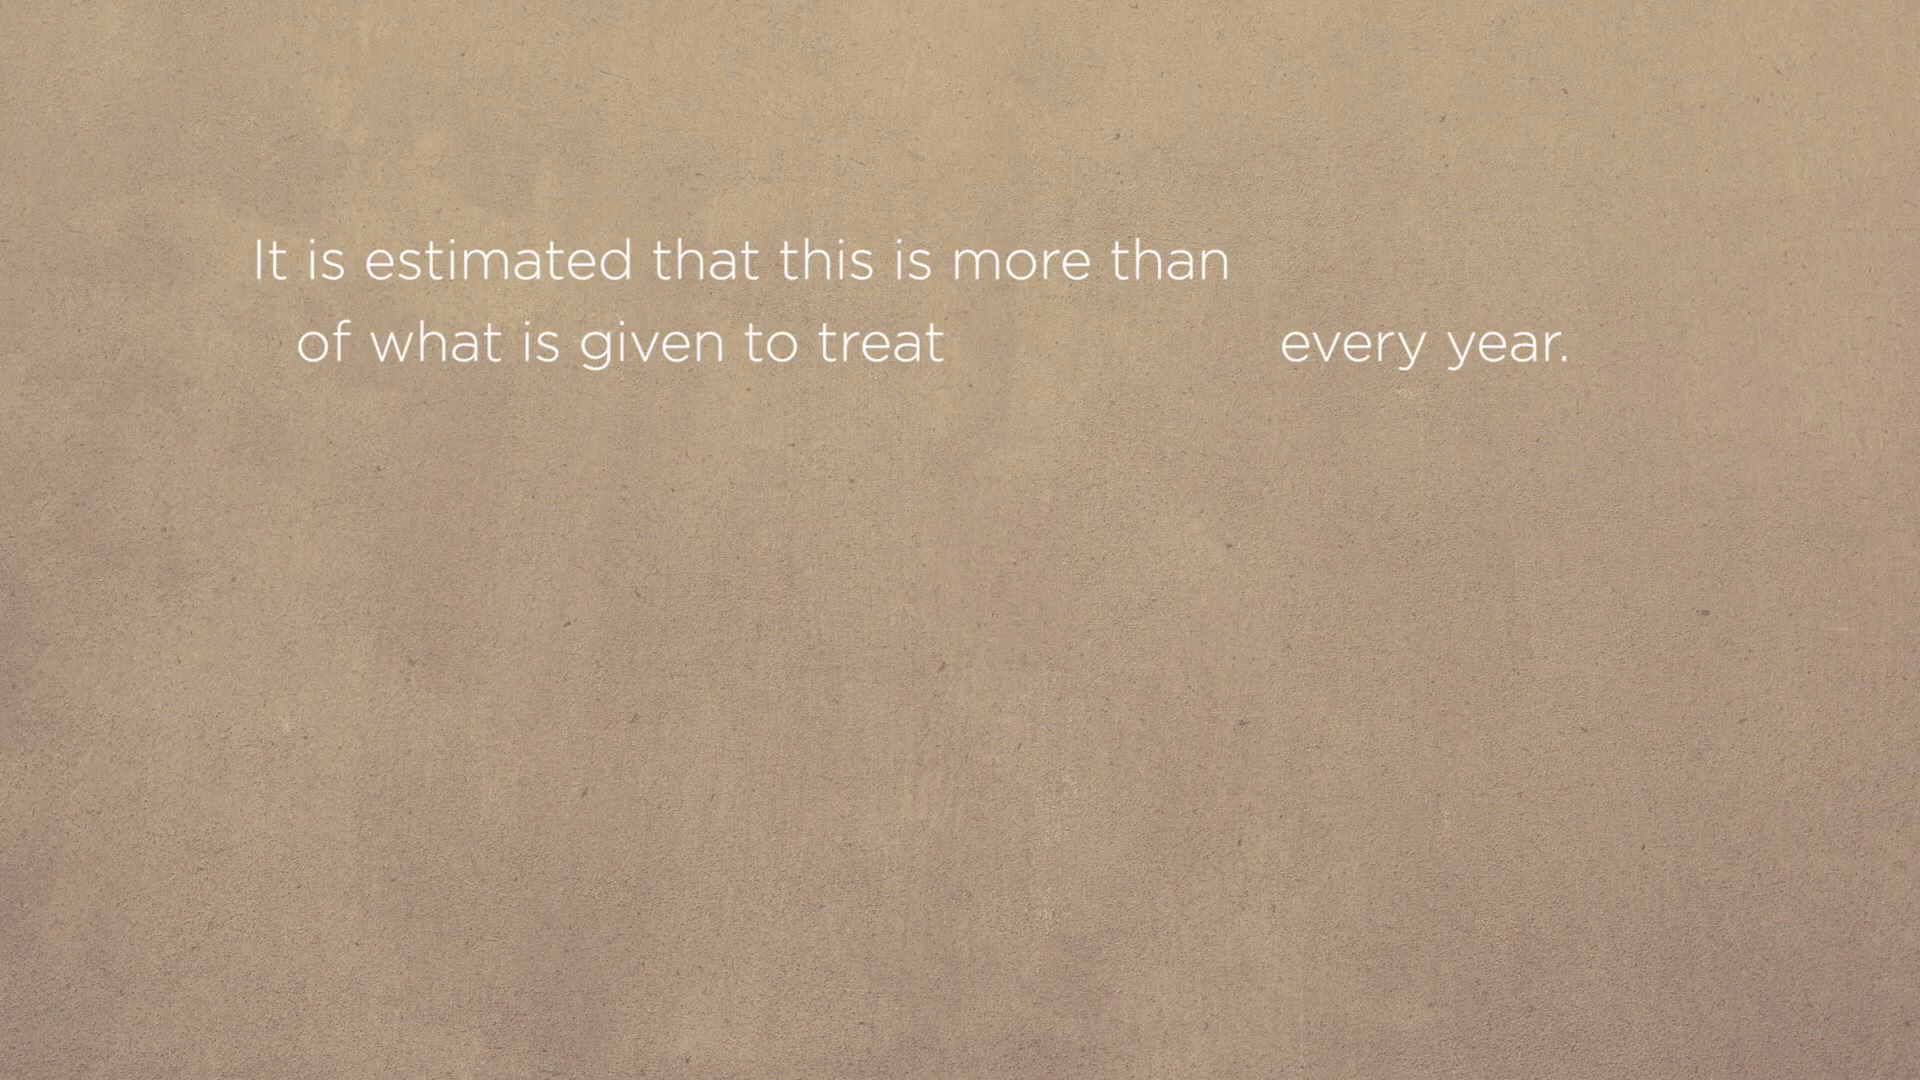 It is estimated that this is more than
of what is given to treat every year.